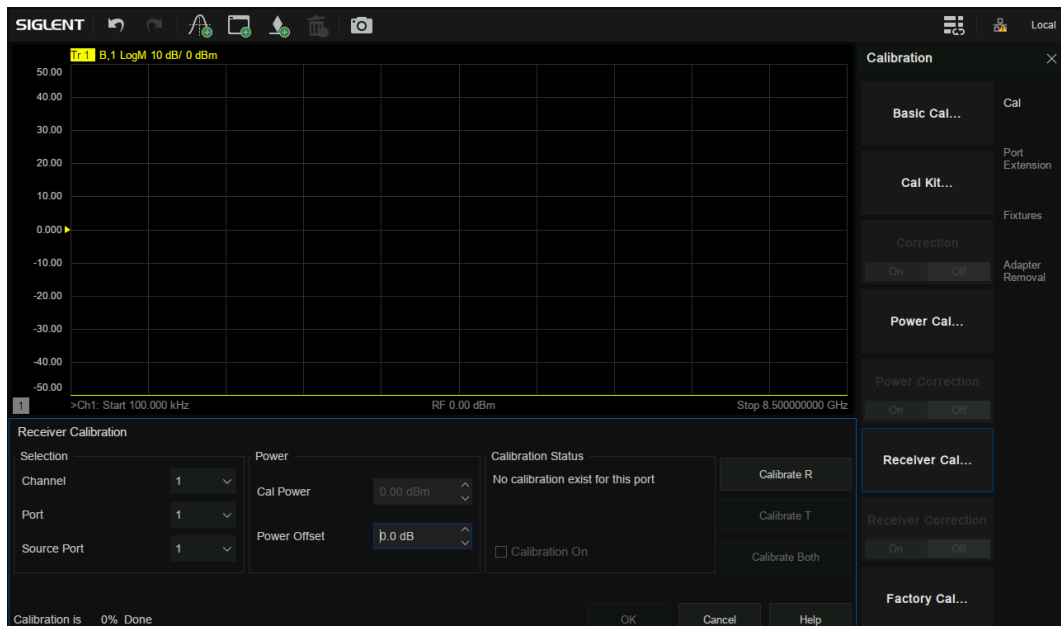 SIGLENT
Local
Tr 1 B,1 LogM 10 dB/ 0 dBm
50.00
40.00
30.00
20.00
10.00
0.000
-10.00
-20.00
-30.00
-40.00
-50.00
1
>Ch1: Start 100.000 kHz RF 0.00 dBm Stop 8.500000000 GHz
Receiver Calibration
Selection
Channel 1
Port 1
Source Port 1
Power
Cal Power 0.00 dBm
Power Offset 0.0 dB
Calibration Status
No calibration exist for this port
Calibration On
Calibrate R
Calibrate T
Calibrate Both
Calibration is 0% Done
OK Cancel Help
Calibration
Basic Cal...
Cal Kit...
Correction
On Off
Power Cal...
Power Correction
On Off
Receiver Cal...
Receiver Correction
On Off
Factory Cal...
Cal
Port
Extension
Fixtures
Adapter
Removal